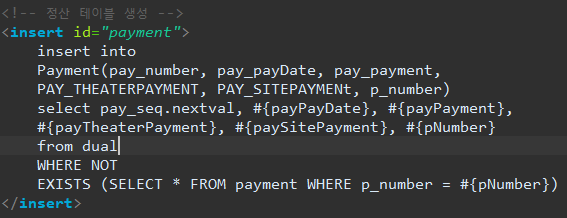 <!-- 정산 테이블 생성 -->
<insert id="payment">
insert into
Payment(pay_number, pay_payDate, pay_payment,
PAY_THEATERPAYMENT, PAY_SITEPAYMENt, p_number)
select pay_seq.nextval, #{payPayDate}, #{payPayment},
#{payTheaterPayment}, #{paySitePayment}, #{pNumber}
from dual
WHERE NOT
EXISTS (SELECT * FROM payment WHERE p_number = #{pNumber})
</insert>